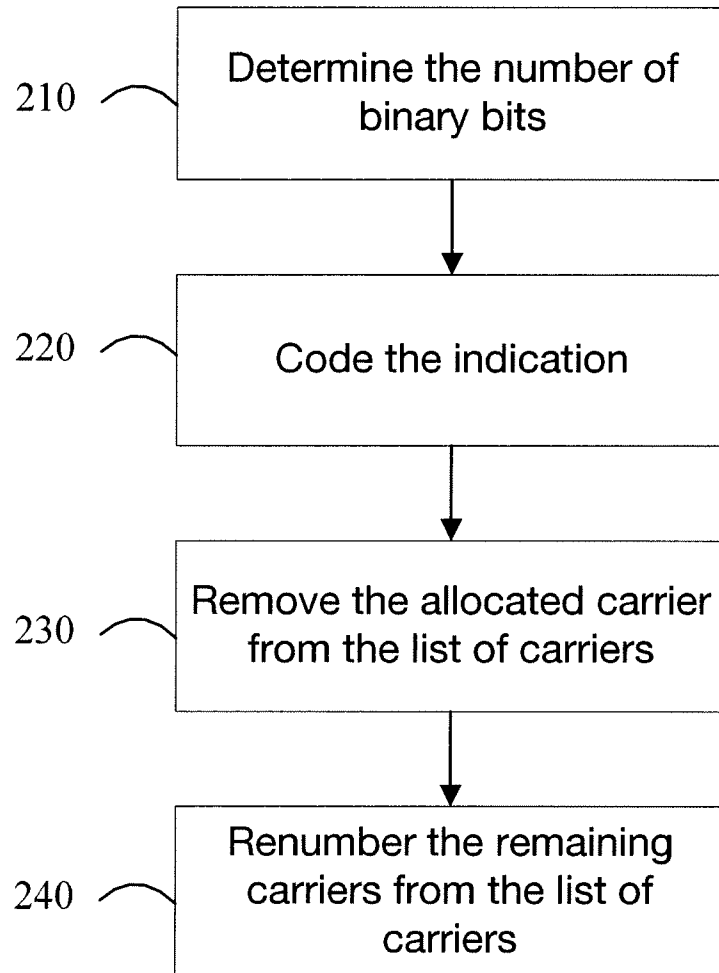 210
Determine the number of
binary bits
220
Code the indication
230
Remove the allocated carrier
from the list of carriers
240
Renumber the remaining
carriers from the list of
carriers